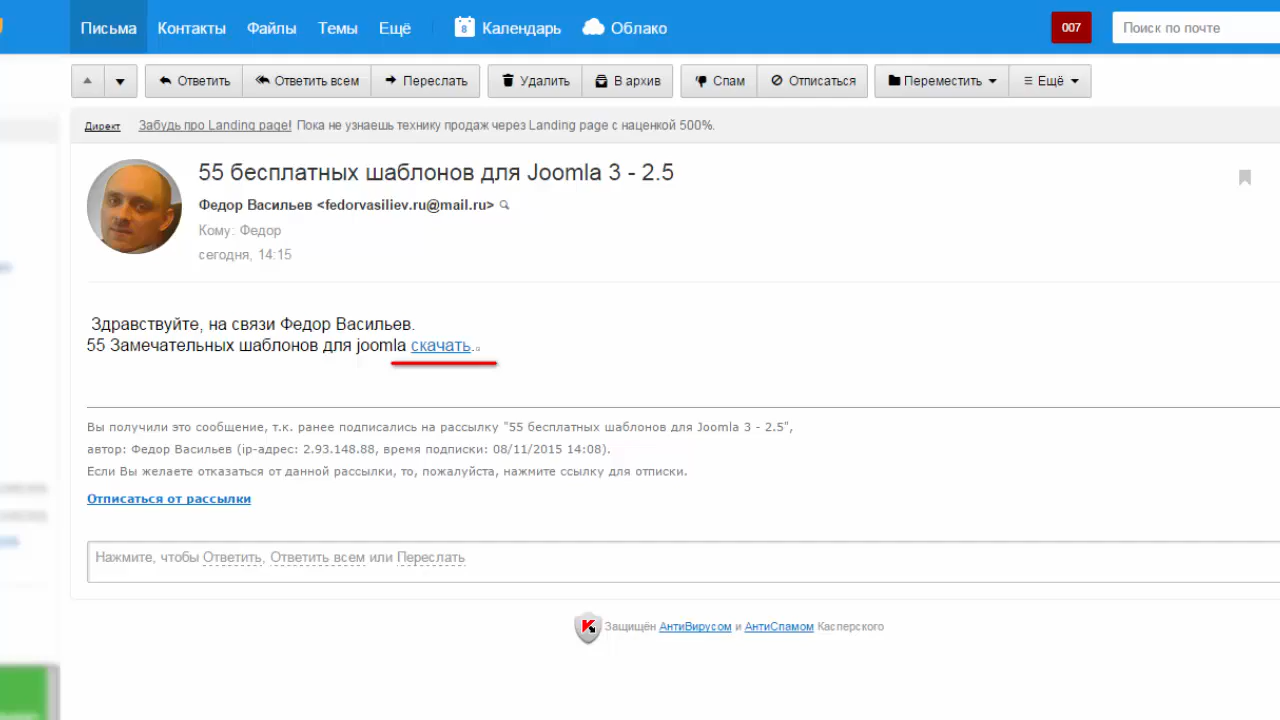 Письма Контакты Файлы Темы Ещё 8 Календарь Облако 007 Поиск по почте
Ответить Ответить всем Переслать Удалить В архив Спам Отписаться Переместить Ещё
Директ Забудь про Landing page! Пока не узнаешь технику продаж через Landing page с наценкой 500%.
55 бесплатных шаблонов для Joomla 3 - 2.5
Федор Васильев <fedorvasiliev.ru@mail.ru>
Кому: Федор
сегодня, 14:15
Здравствуйте, на связи Федор Васильев.
55 Замечательных шаблонов для joomla скачать.
Вы получили это сообщение, т.к. ранее подписались на рассылку "55 бесплатных шаблонов для Joomla 3 - 2.5",
автор: Федор Васильев (ip-адрес: 2.93.148.88, время подписки: 08/11/2015 14:08).
Если Вы желаете отказаться от данной рассылки, то, пожалуйста, нажмите ссылку для отписки.
Отписаться от рассылки
Нажмите, чтобы Ответить, Ответить всем или Переслать
Защищён АнтиВирусом и АнтиСпамом Касперского